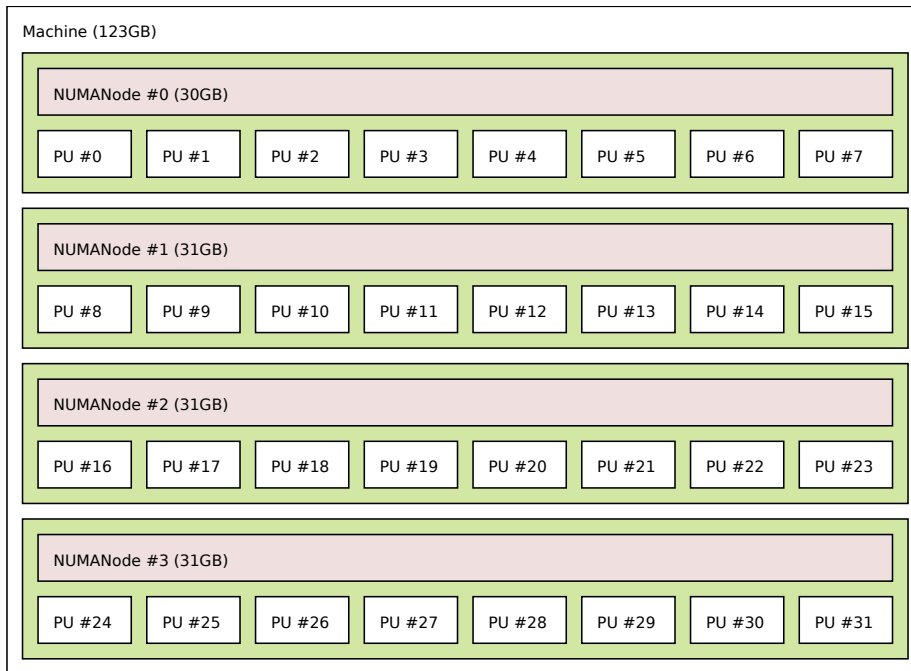 Machine (123GB)
NUMANode #0 (30GB)
PU #0 PU #1 PU #2 PU #3 PU #4 PU #5 PU #6 PU #7
NUMANode #1 (31GB)
PU #8 PU #9 PU #10 PU #11 PU #12 PU #13 PU #14 PU #15
NUMANode #2 (31GB)
PU #16 PU #17 PU #18 PU #19 PU #20 PU #21 PU #22 PU #23
NUMANode #3 (31GB)
PU #24 PU #25 PU #26 PU #27 PU #28 PU #29 PU #30 PU #31